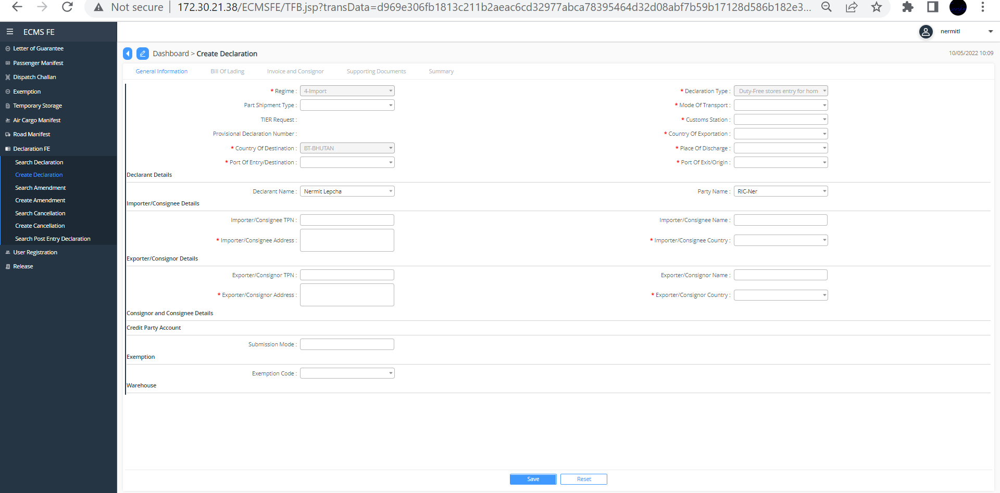 Not secure | 172.30.21.38/ECMSFE/TFB.jsp?transData=d969e306fb1813c211b2aeac6cd32977abca78395464d32d08abf7b59b17128d586b182e3...
ECMS FE
nermitl
Letter of Guarantee
Passenger Manifest
Dispatch Challan
Exemption
Temporary Storage
Air Cargo Manifest
Road Manifest
Declaration FE
Search Declaration
Create Declaration
Search Amendment
Create Amendment
Search Cancellation
Create Cancellation
Search Post Entry Declaration
User Registration
Release
Dashboard > Create Declaration
10/05/2022 10:09
General Information Bill Of Lading Invoice and Consignor Supporting Documents Summary
* Regime : 4-Import * Declaration Type : Duty-Free stores entry for hom
Part Shipment Type : * Mode Of Transport :
TIER Request : * Customs Station :
Provisional Declaration Number : * Country Of Exportation :
* Country Of Destination : BT-BHUTAN * Place Of Discharge :
* Port Of Entry/Destination : * Port Of Exit/Origin :
Declarant Details
Declarant Name : Nermit Lepcha Party Name : RIC-Ner
Importer/Consignee Details
Importer/Consignee TPN : Importer/Consignee Name :
* Importer/Consignee Address : * Importer/Consignee Country :
Exporter/Consignor Details
Exporter/Consignor TPN : Exporter/Consignor Name :
* Exporter/Consignor Address : * Exporter/Consignor Country :
Consignor and Consignee Details
Credit Party Account
Submission Mode :
Exemption
Exemption Code :
Warehouse
Save Reset